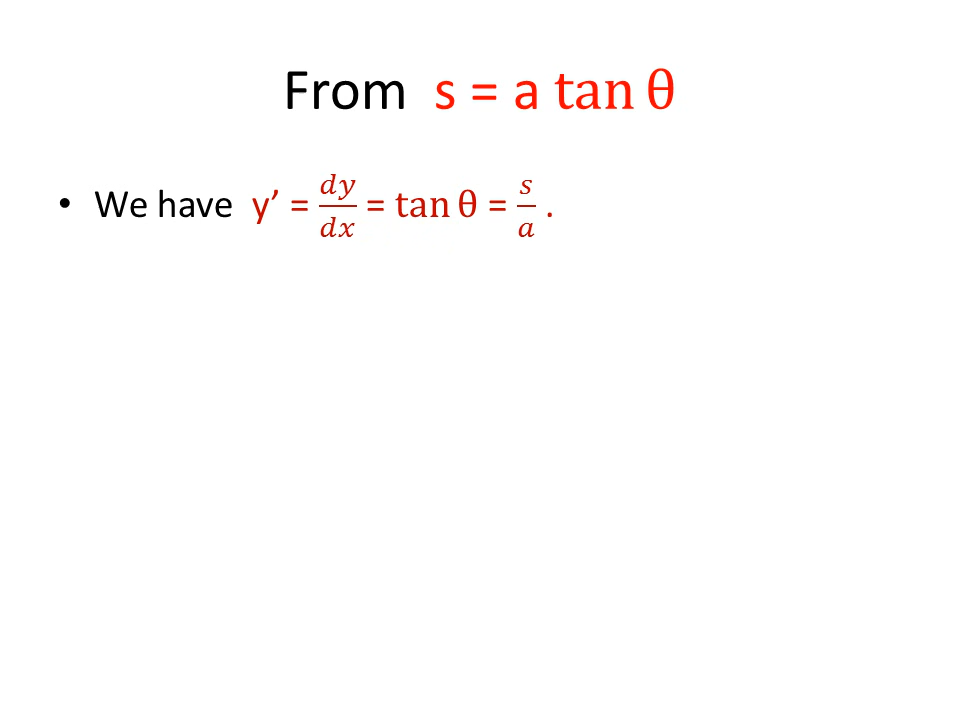 From s = a tan θ
• We have y’ = dy/dx = tan θ = s/a .